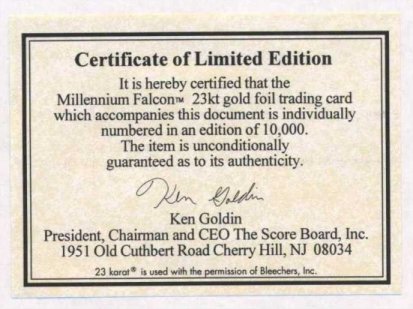 Certificate of Limited Edition
It is hereby certified that the
Millennium Falcon™ 23kt gold foil trading card
which accompanies this document is individually
numbered in an edition of 10,000.
The item is unconditionally
guaranteed as to its authenticity.
Ken Goldin
Ken Goldin
President, Chairman and CEO The Score Board, Inc.
1951 Old Cuthbert Road Cherry Hill, NJ 08034
23 karat® is used with the permission of Bleechers, Inc.